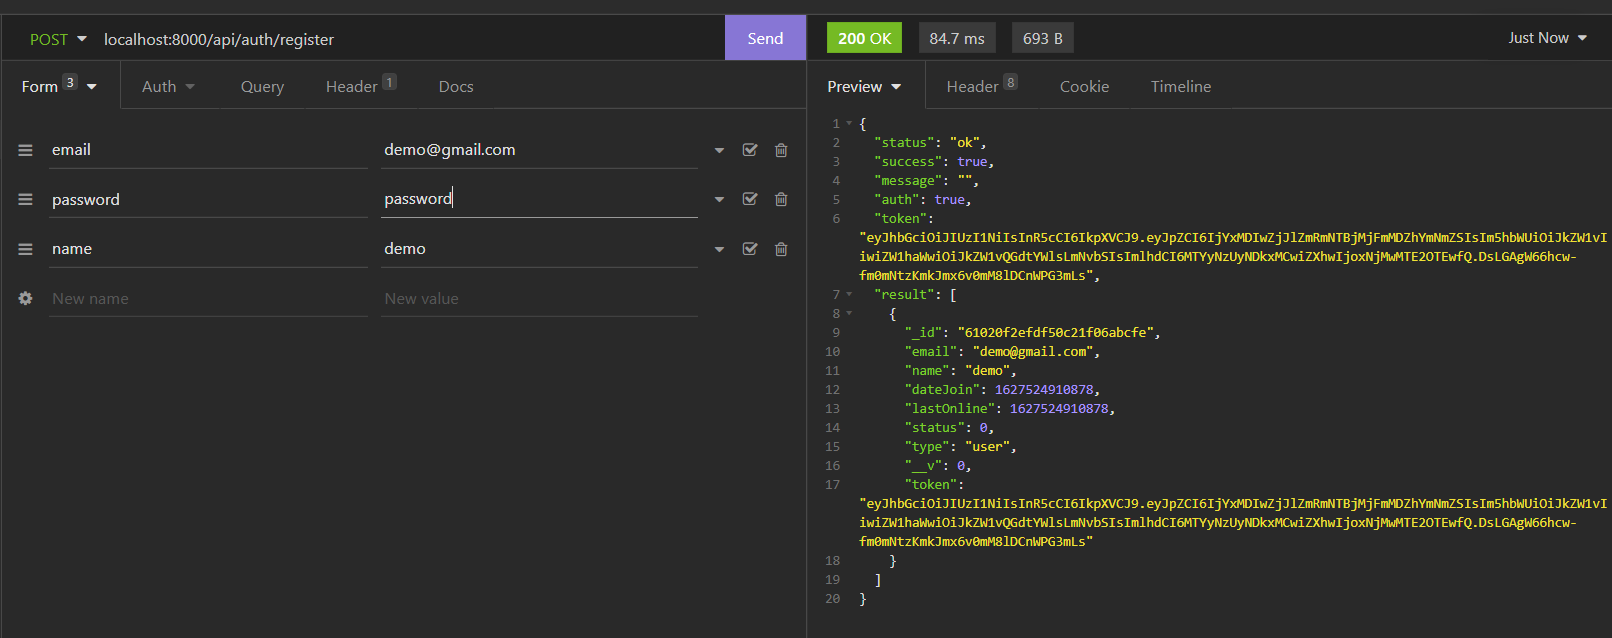 POST localhost:8000/api/auth/register Send
Form 3 Auth Query Header 1 Docs
email demo@gmail.com
password password
name demo
New name New value
200 OK 84.7 ms 693 B Just Now
Preview Header 8 Cookie Timeline
1 {
2 "status": "ok",
3 "success": true,
4 "message": "",
5 "auth": true,
6 "token":
"eyJhbGciOiJIUzI1NiIsInR5cCI6IkpXVCJ9.eyJpZCI6IjYxMDIwZjJlZmRmNTBjMjFmMDZhYmNmZSIsIm5hbWUiOiJkZW1vI
iwiZW1haWwiOiJkZW1vQGdtYWlsLmNvbSIsImlhdCI6MTYyNzUyNDkxMCwiZXhwIjoxNjMwMTE2OTEwfQ.DsLGAgW66hcw-
fm0mNtzKmkJmx6v0mM8lDCnWPG3mLs",
7 "result": [
8 {
9 "_id": "61020f2efdf50c21f06abcfe",
10 "email": "demo@gmail.com",
11 "name": "demo",
12 "dateJoin": 1627524910878,
13 "lastOnline": 1627524910878,
14 "status": 0,
15 "type": "user",
16 "__v": 0,
17 "token":
"eyJhbGciOiJIUzI1NiIsInR5cCI6IkpXVCJ9.eyJpZCI6IjYxMDIwZjJlZmRmNTBjMjFmMDZhYmNmZSIsIm5hbWUiOiJkZW1vI
iwiZW1haWwiOiJkZW1vQGdtYWlsLmNvbSIsImlhdCI6MTYyNzUyNDkxMCwiZXhwIjoxNjMwMTE2OTEwfQ.DsLGAgW66hcw-
fm0mNtzKmkJmx6v0mM8lDCnWPG3mLs"
18 }
19 ]
20 }